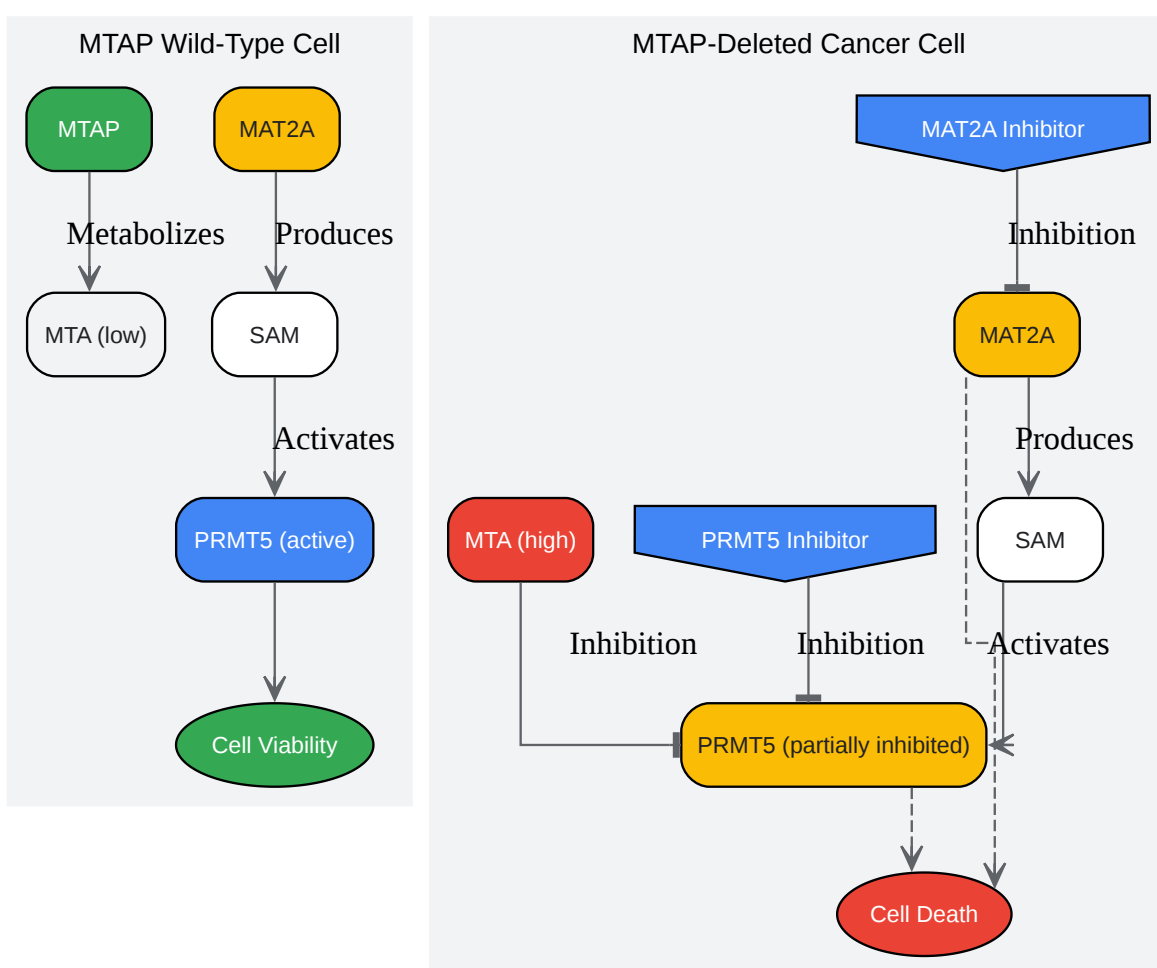 MTAP Wild-Type Cell
MTAP
MAT2A
Metabolizes
Produces
MTA (low)
SAM
Activates
PRMT5 (active)
Cell Viability
MTAP-Deleted Cancer Cell
MAT2A Inhibitor
Inhibition
MAT2A
Produces
MTA (high)
PRMT5 Inhibitor
SAM
Inhibition
Inhibition
Activates
PRMT5 (partially inhibited)
Cell Death